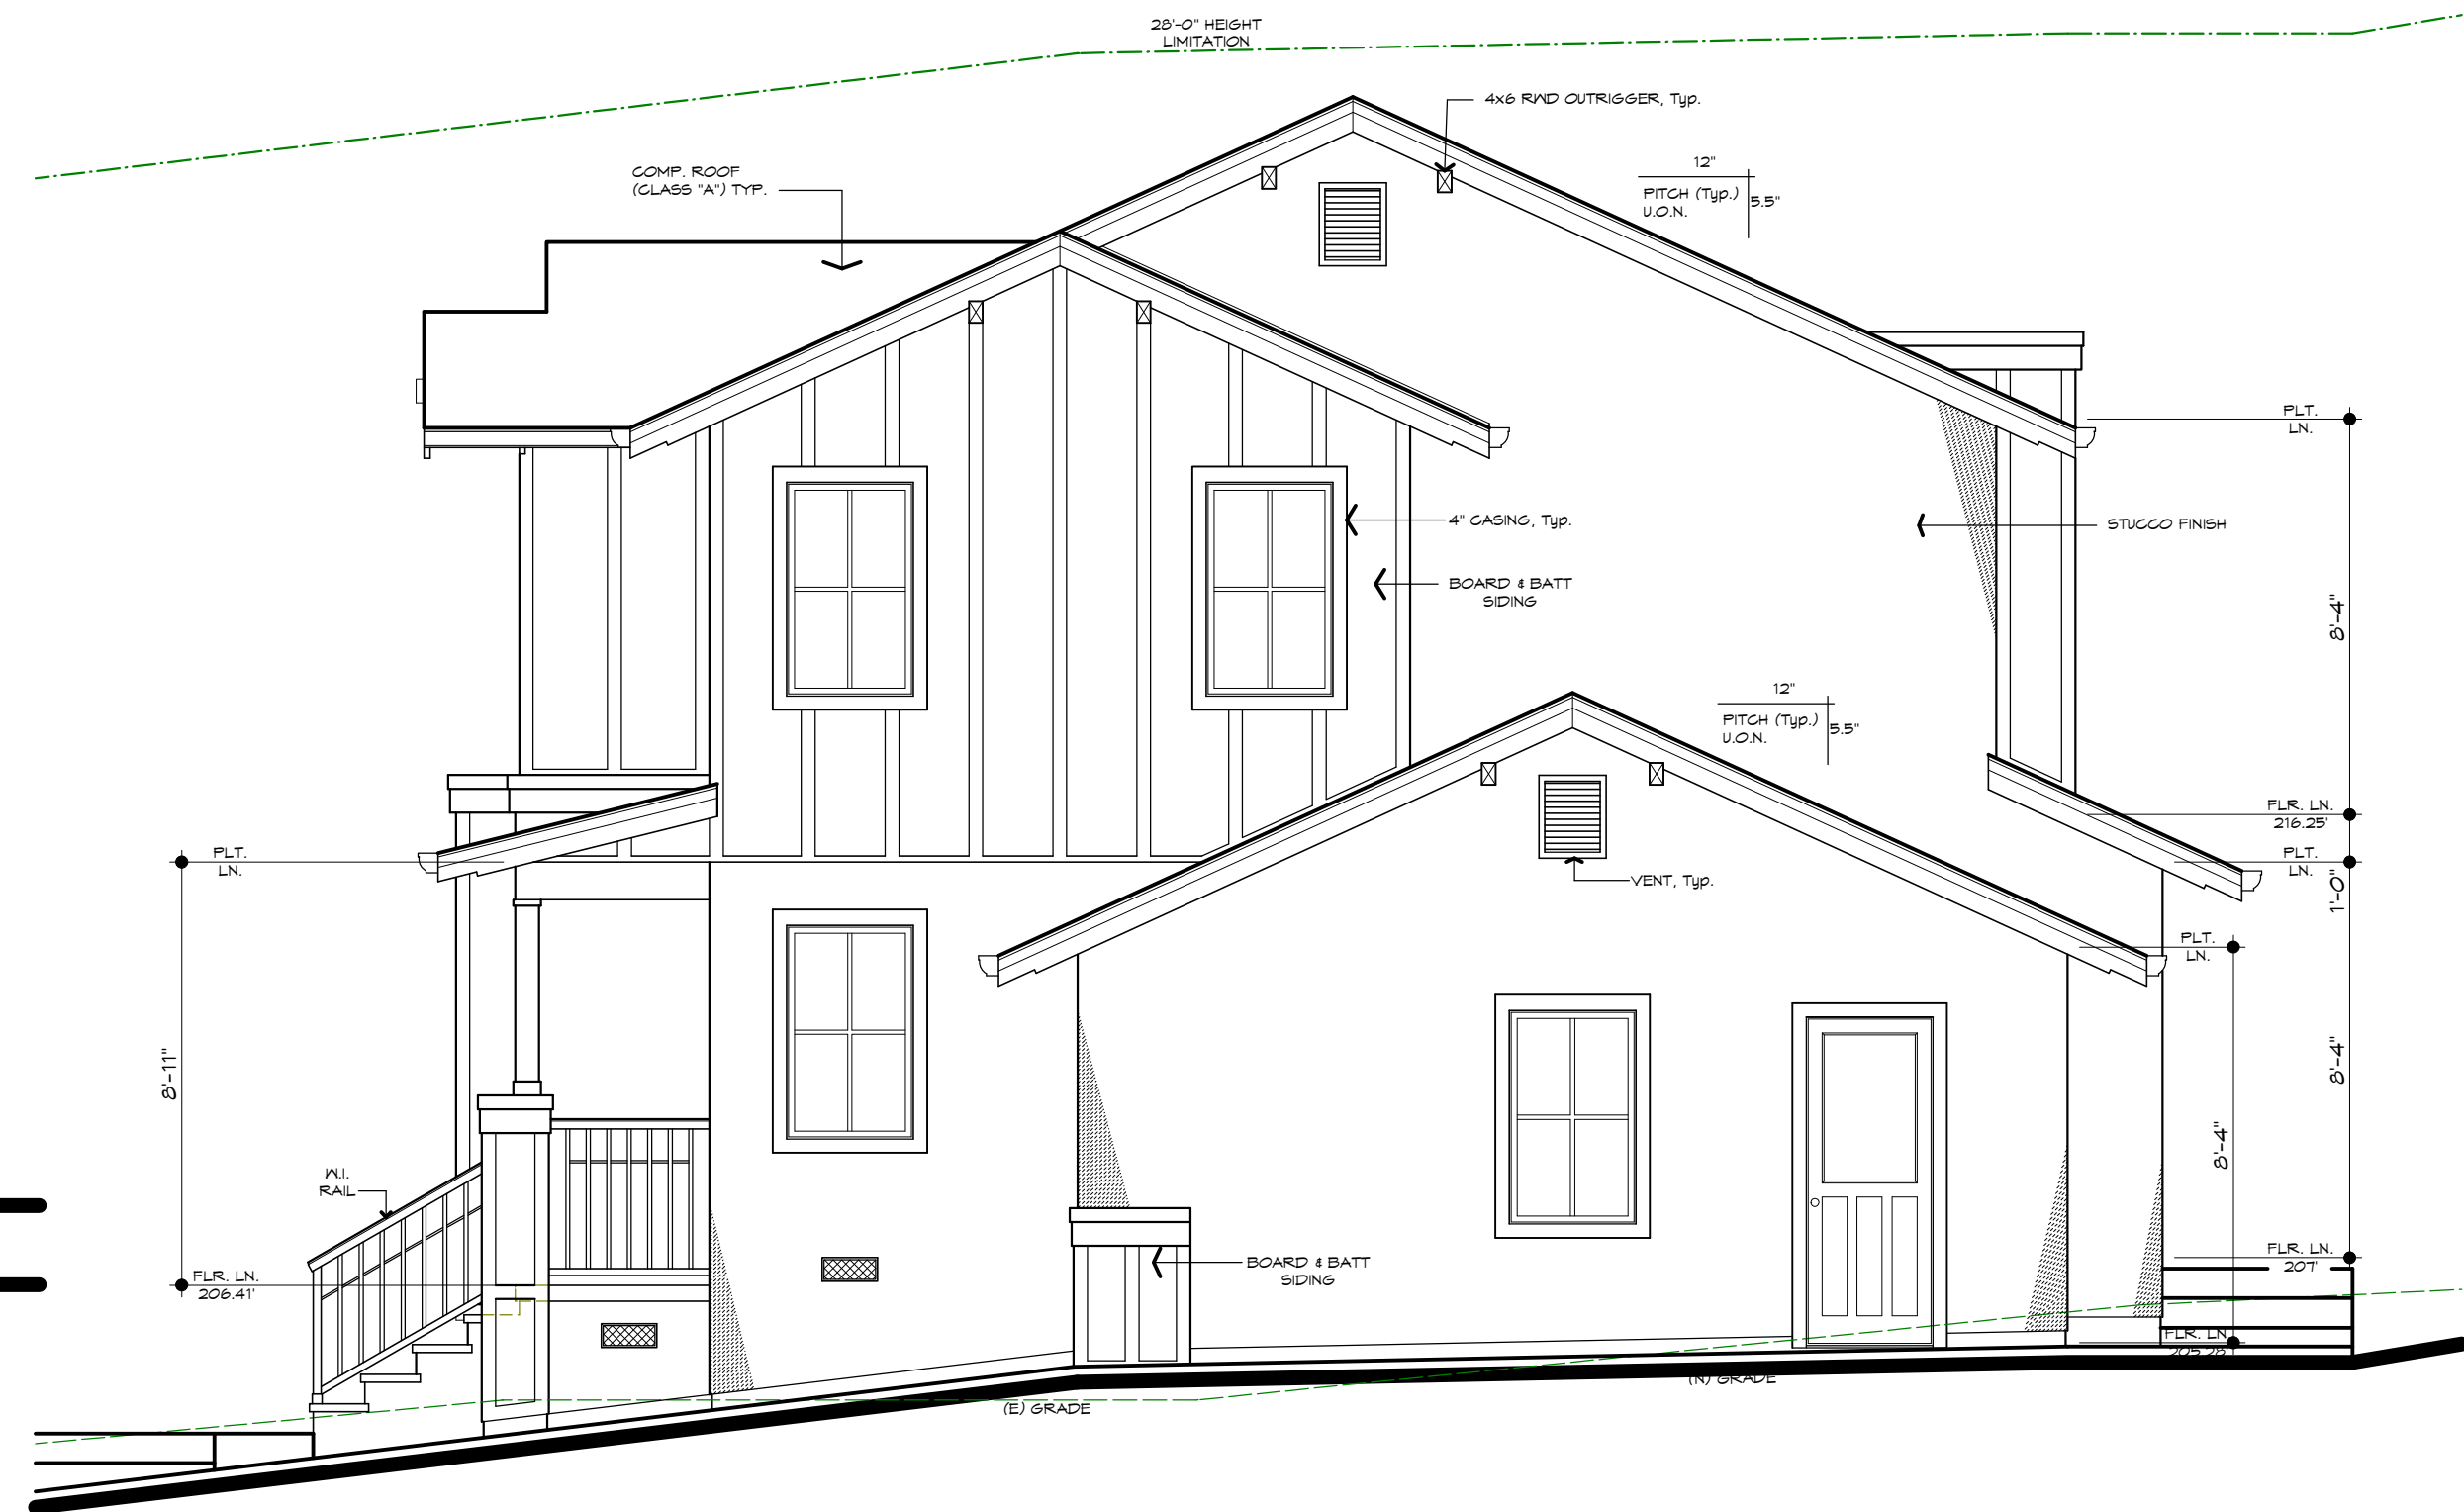 28'-0" HEIGHT
LIMITATION
4x6 RWD OUTRIGGER, Typ.
COMP. ROOF
(CLASS "A") TYP.
12"
PITCH (Typ.)
U.O.N.
5.5"
PLT.
LN.
4" CASING, Typ.
STUCCO FINISH
BOARD & BATT
SIDING
8'-4"
12"
PITCH (Typ.)
U.O.N.
5.5"
FLR. LN.
216.25'
PLT.
LN.
PLT.
LN.
VENT, Typ.
1'-0"
PLT.
LN.
8'-11"
8'-4"
8'-4"
W.I.
RAIL
FLR. LN.
206.41'
BOARD & BATT
SIDING
FLR. LN.
207'
FLR. LN.
205.28'
(N) GRADE
(E) GRADE